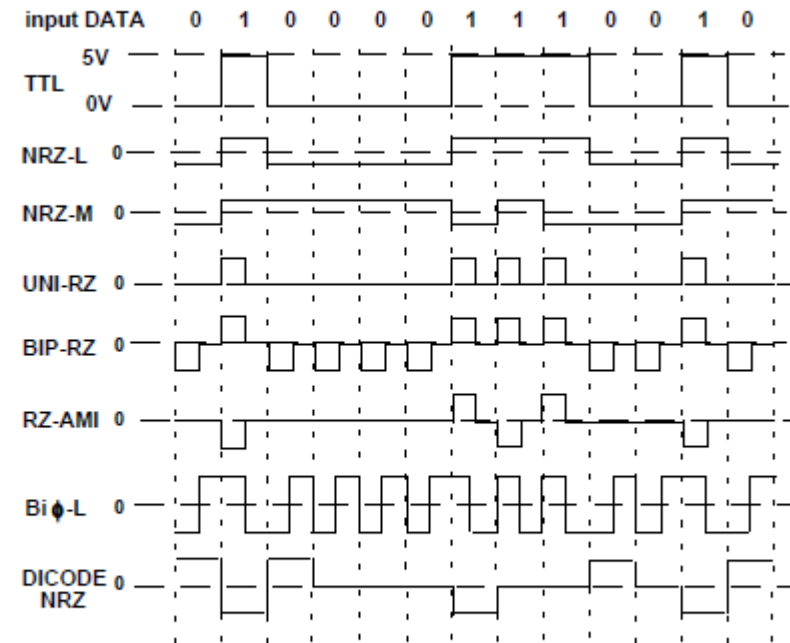 input DATA 0 1 0 0 0 0 1 1 1 0 0 1 0
5V
TTL
0V
NRZ-L 0
NRZ-M 0
UNI-RZ 0
BIP-RZ 0
RZ-AMI 0
Bi ϕ-L 0
DICODE 0
NRZ